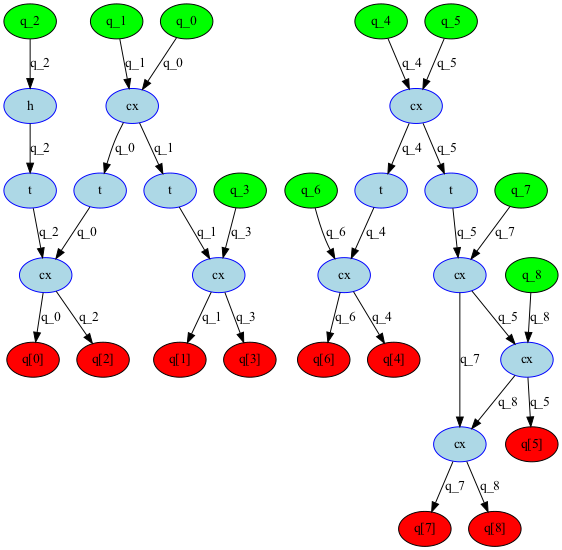 q_2 q_1 q_0 q_4 q_5
q_2 q_1 q_0 q_4 q_5
h cx cx
q_2 q_0 q_1 q_4 q_5
t t t q_3 q_6 t t q_7
q_2 q_0 q_1 q_3 q_6 q_4 q_5 q_7
cx cx cx cx q_8
q_0 q_2 q_1 q_3 q_6 q_4 q_5 q_8
q[0] q[2] q[1] q[3] q[6] q[4] q_7 cx
q_8 q_5
cx q[5]
q_7 q_8
q[7] q[8]